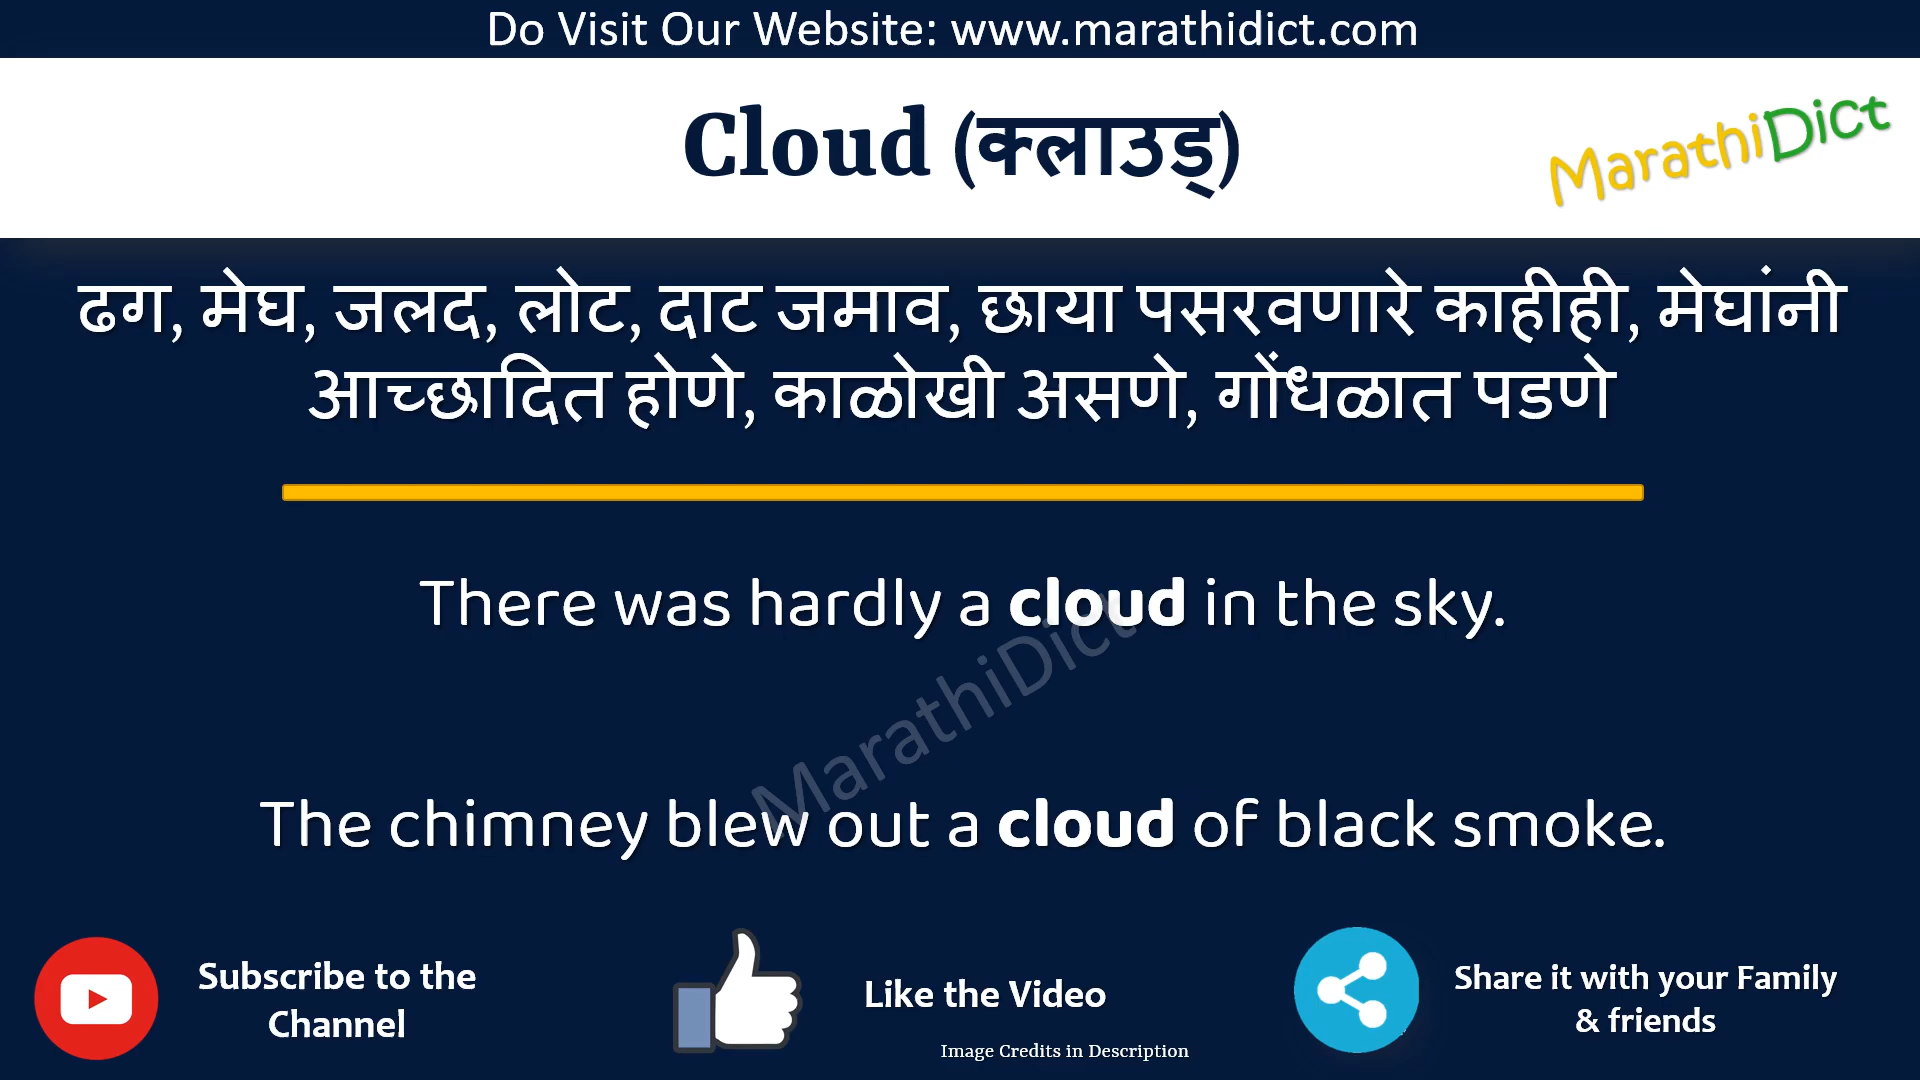 Do Visit Our Website: www.marathidict.com
Cloud (क्लाउड्)
MarathiDict
ढग, मेघ, जलद, लोट, दाट जमाव, छाया पसरवणारे काहीही, मेघांनी
आच्छादित होणे, काळोखी असणे, गोंधळात पडणे
There was hardly a cloud in the sky.
MarathiDict
The chimney blew out a cloud of black smoke.
Subscribe to the
Channel
Like the Video
Share it with your Family
& friends
Image Credits in Description